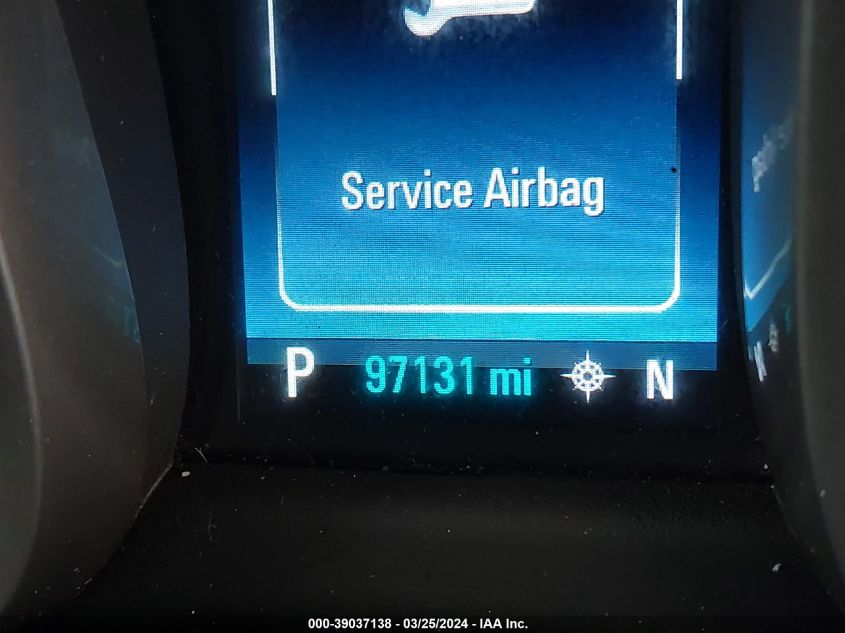 Service Airbag
P 97131 mi N
000-39037138 - 03/25/2024 - IAA Inc.